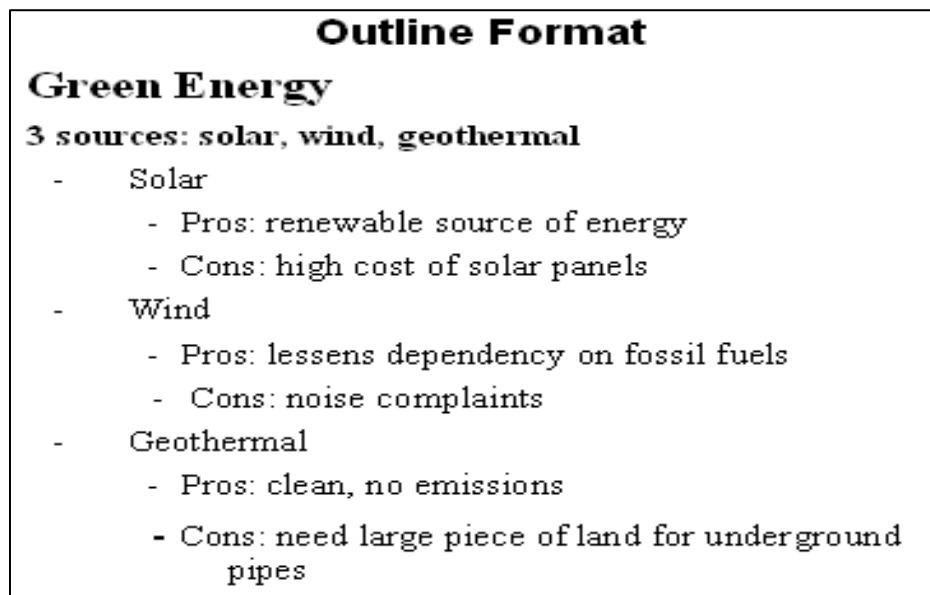 Outline Format
Green Energy
3 sources: solar, wind, geothermal
- Solar
- Pros: renewable source of energy
- Cons: high cost of solar panels
- Wind
- Pros: lessens dependency on fossil fuels
- Cons: noise complaints
- Geothermal
- Pros: clean, no emissions
- Cons: need large piece of land for underground
pipes